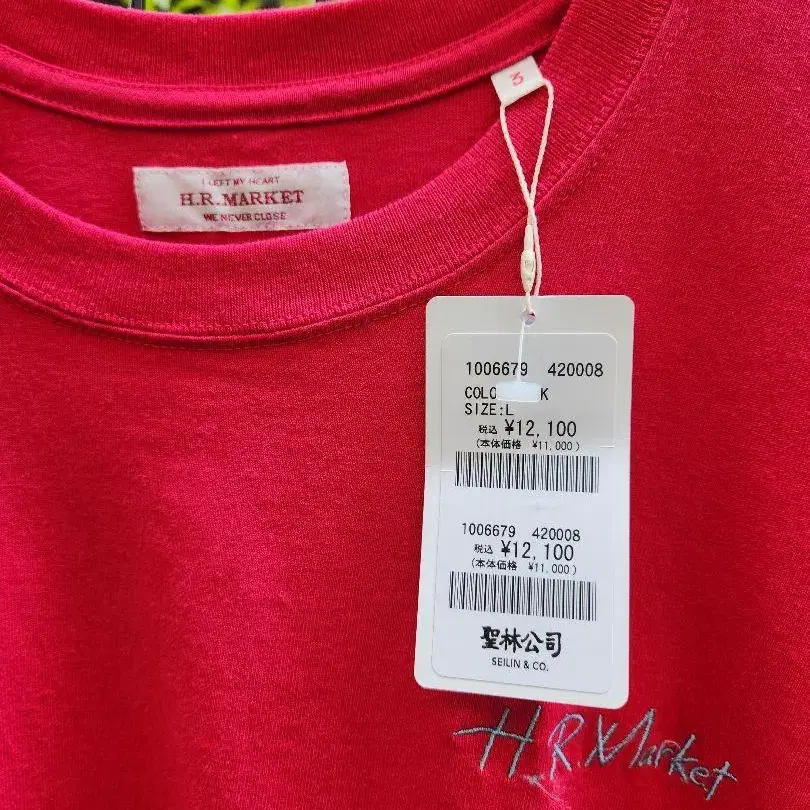 3
I LEFT MY HEART
H.R.MARKET
WE NEVER CLOSE
1006679 420008
SIZE:L
税込 ¥12,100
(本体価格 ¥11,000)
1006679 420008
税込 ¥12,100
(本体価格 ¥11,000)
聖林公司
SEILIN & CO.
H.R.Market